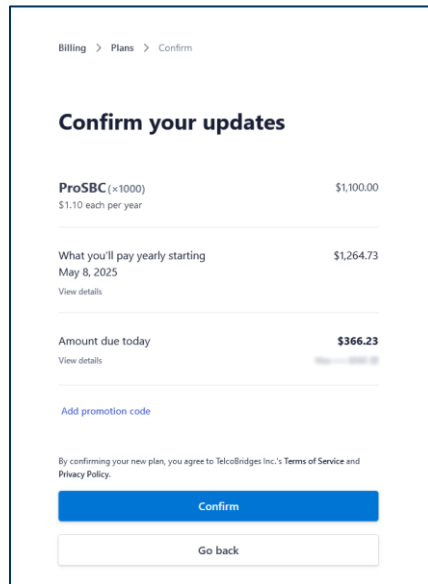 Billing > Plans > Confirm
Confirm your updates
ProSBC (×1000) $1,100.00
$1.10 each per year
What you'll pay yearly starting $1,264.73
May 8, 2025
View details
Amount due today $366.23
View details
Add promotion code
By confirming your new plan, you agree to TelcoBridges Inc.'s Terms of Service and
Privacy Policy.
Confirm
Go back